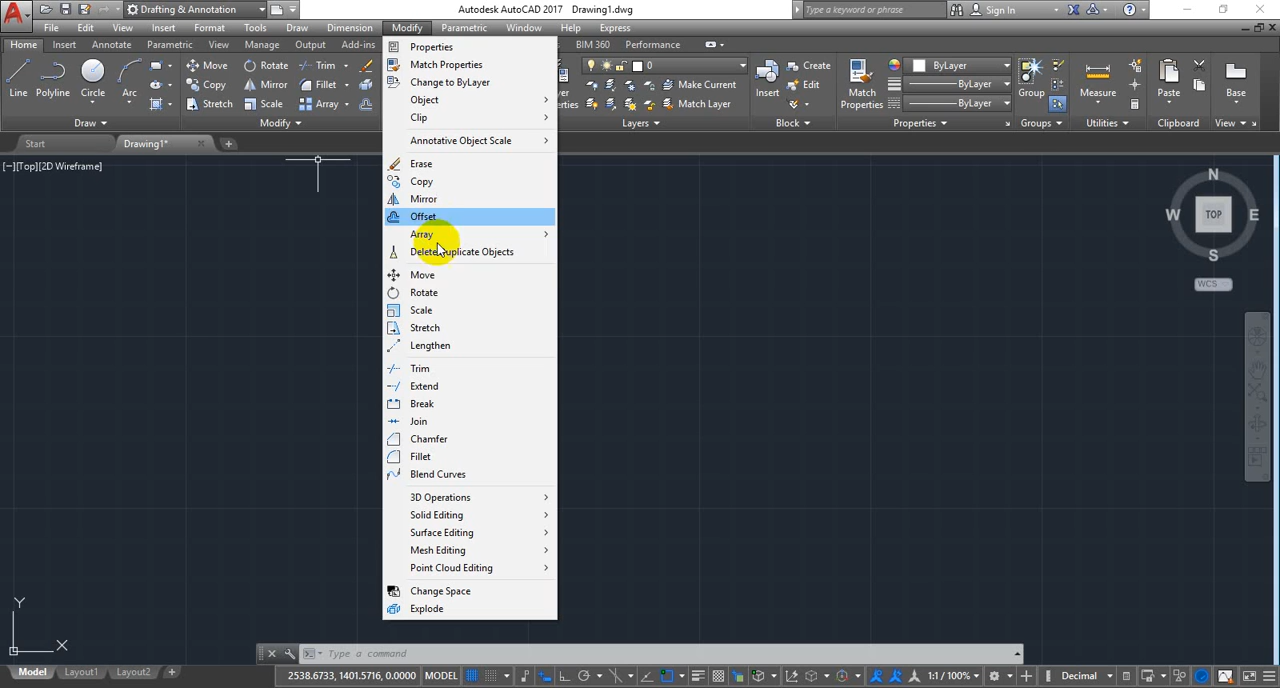 Drafting & Annotation
Autodesk AutoCAD 2017 Drawing1.dwg
Type a keyword or phrase
Sign In
File Edit View Insert Format Tools Draw Dimension Modify Parametric Window Help Express
Home Insert Annotate Parametric View Manage Output Add-ins BIM 360 Performance
Line Polyline Circle Arc
Move Rotate Trim
Copy Mirror Fillet
Stretch Scale Array
0
Make Current
Match Layer
Insert
Create
Edit
Match
Properties
ByLayer
ByLayer
ByLayer
Group
Measure
Paste
Base
Draw Modify Layers Block Properties Groups Utilities Clipboard View
Start Drawing1*
[−][Top][2D Wireframe]
Properties
Match Properties
Change to ByLayer
Object
Clip
Annotative Object Scale
Erase
Copy
Mirror
Offset
Array
Delete Duplicate Objects
Move
Rotate
Scale
Stretch
Lengthen
Trim
Extend
Break
Join
Chamfer
Fillet
Blend Curves
3D Operations
Solid Editing
Surface Editing
Mesh Editing
Point Cloud Editing
Change Space
Explode
N
W TOP E
S
WCS
Y
X
Type a command
Model Layout1 Layout2
2538.6733, 1401.5716, 0.0000 MODEL
1:1 / 100%
Decimal